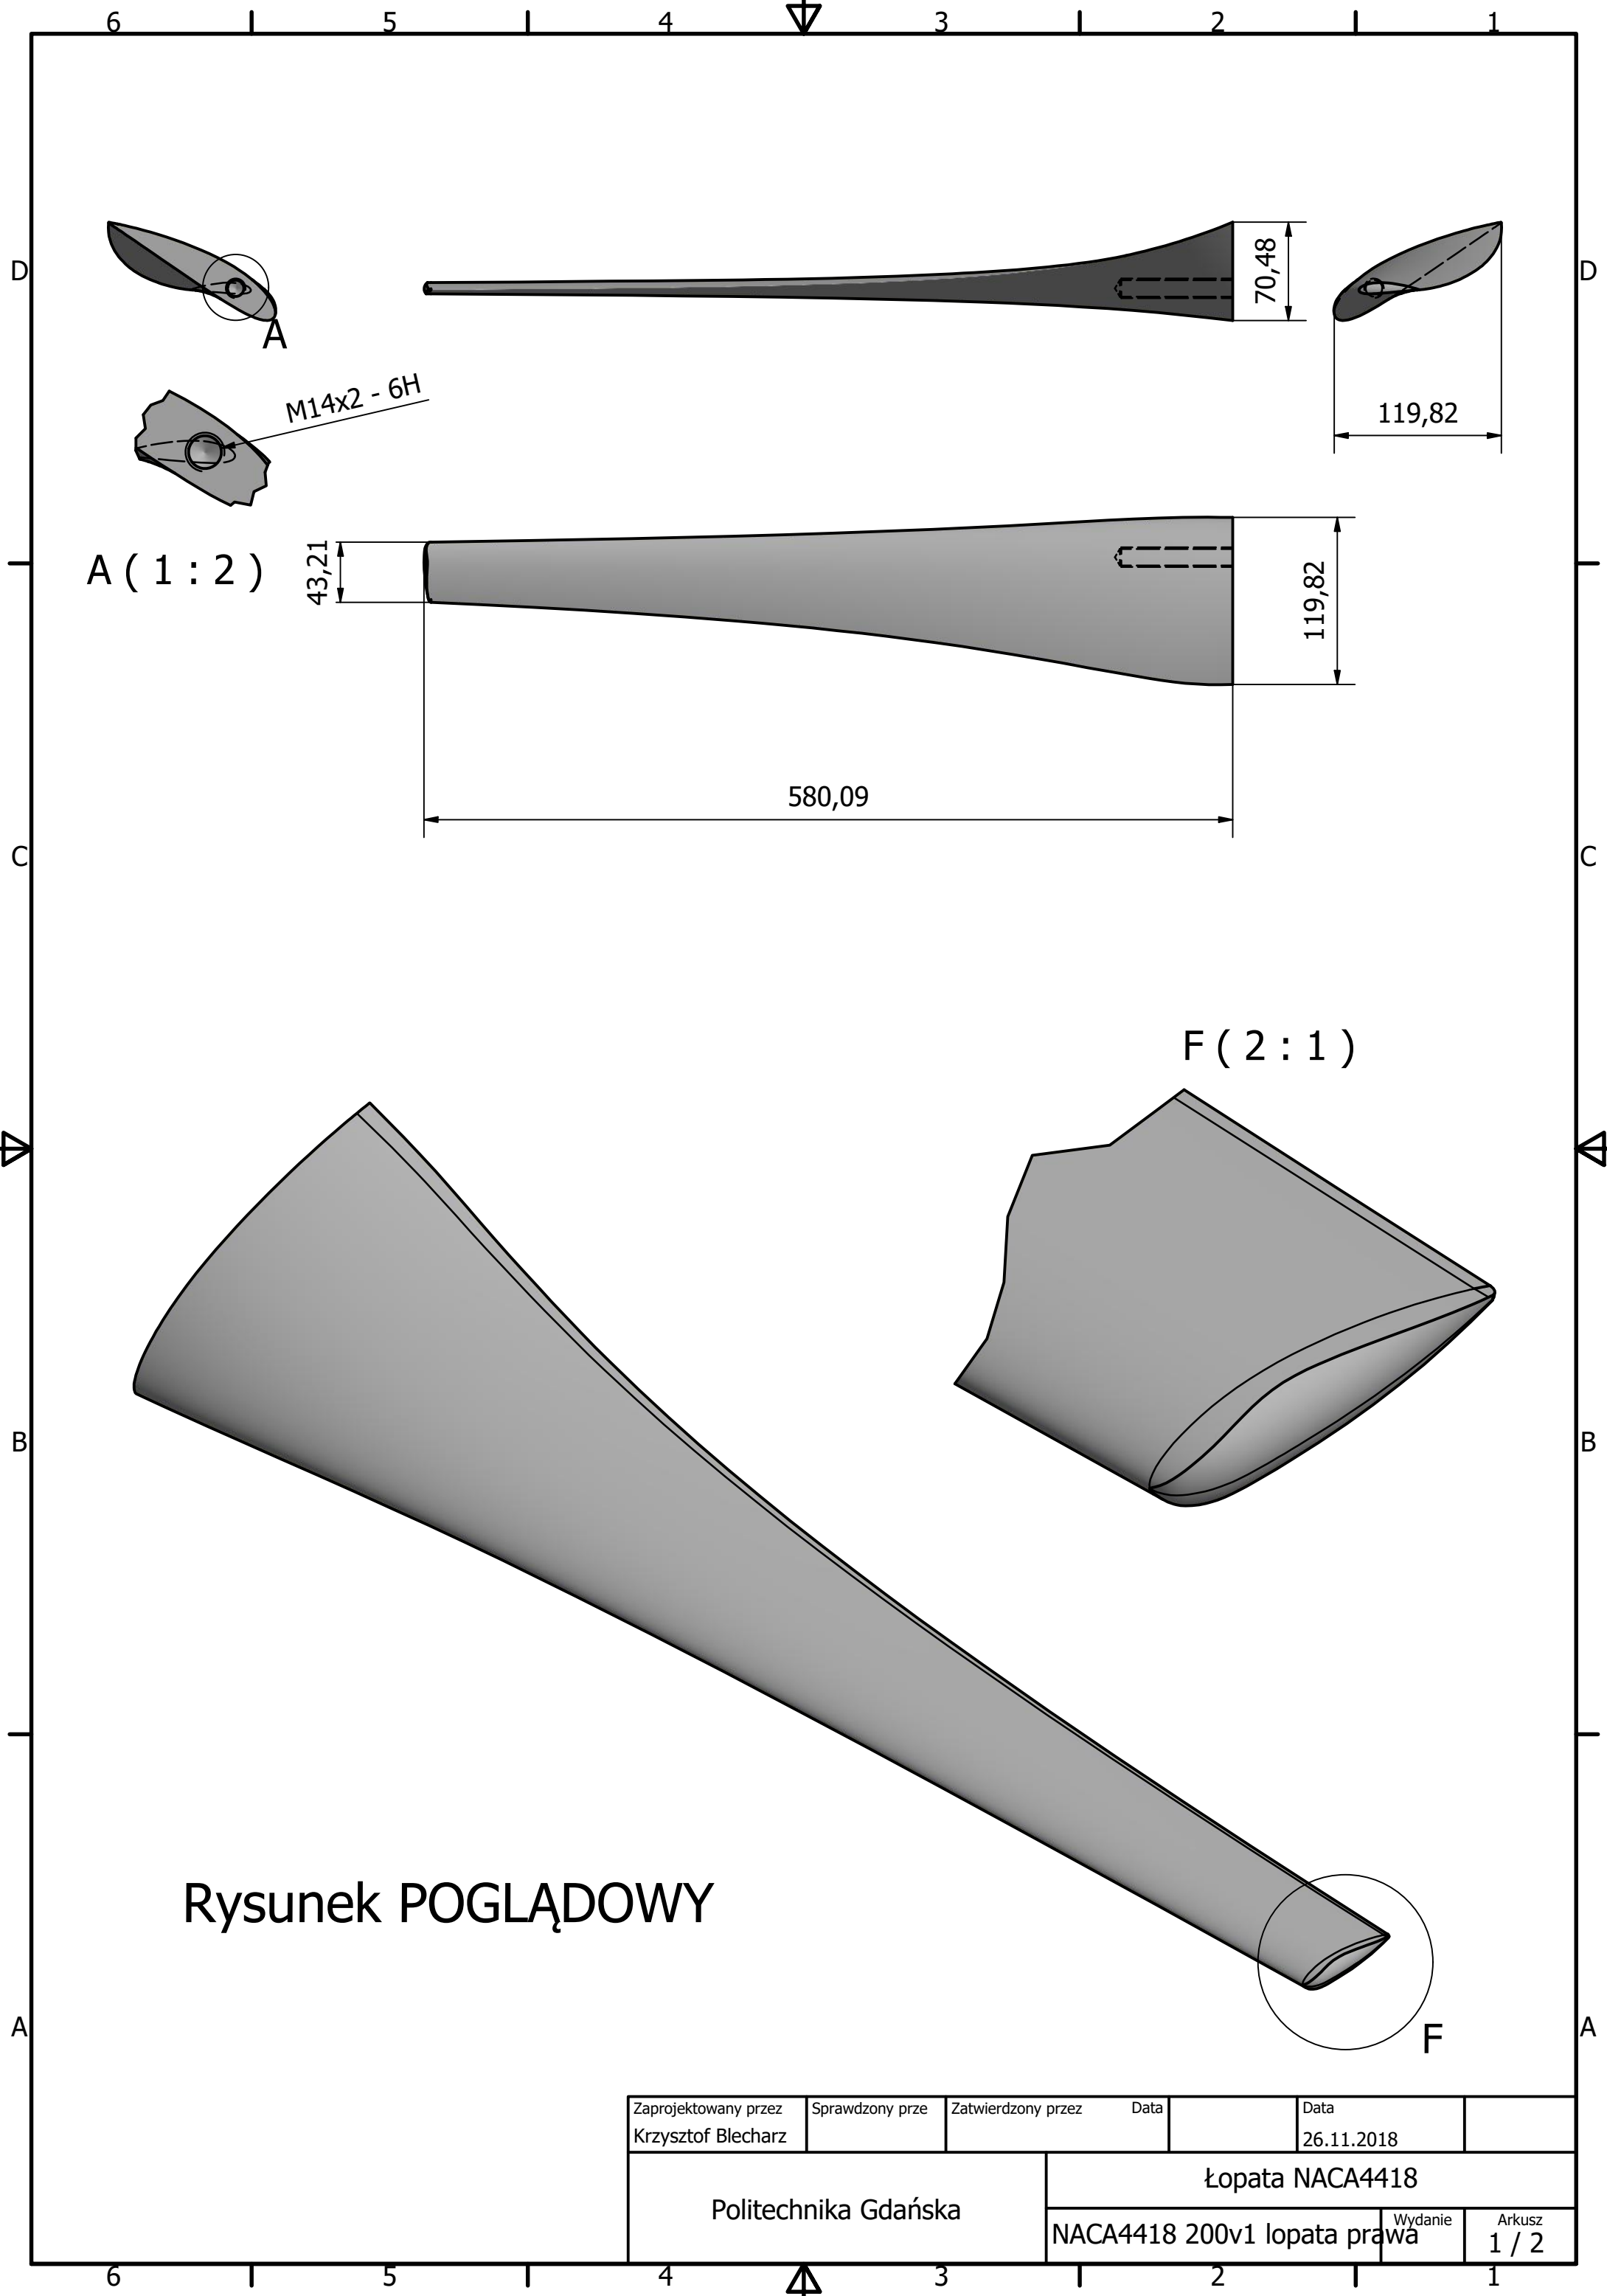 6 5 4 3 2 1
D D
70,48
A
119,82
M14x2 - 6H
A ( 1 : 2 )
43,21
119,82
580,09
C C
F ( 2 : 1 )
B B
Rysunek POGLĄDOWY
A A
F
Zaprojektowany przez Sprawdzony prze Zatwierdzony przez Data Data
Krzysztof Blecharz 26.11.2018
Łopata NACA4418
Politechnika Gdańska
NACA4418 200v1 lopata prawa Wydanie Arkusz
1 / 2
6 5 4 3 2 1